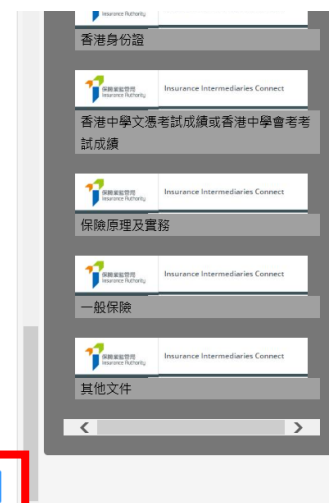 香港身份證
保險業監管局
Insurance Authority
Insurance Intermediaries Connect
香港中學文憑考試成績或香港中學會考考
試成績
保險業監管局
Insurance Authority
Insurance Intermediaries Connect
保險原理及實務
保險業監管局
Insurance Authority
Insurance Intermediaries Connect
一般保險
保險業監管局
Insurance Authority
Insurance Intermediaries Connect
其他文件